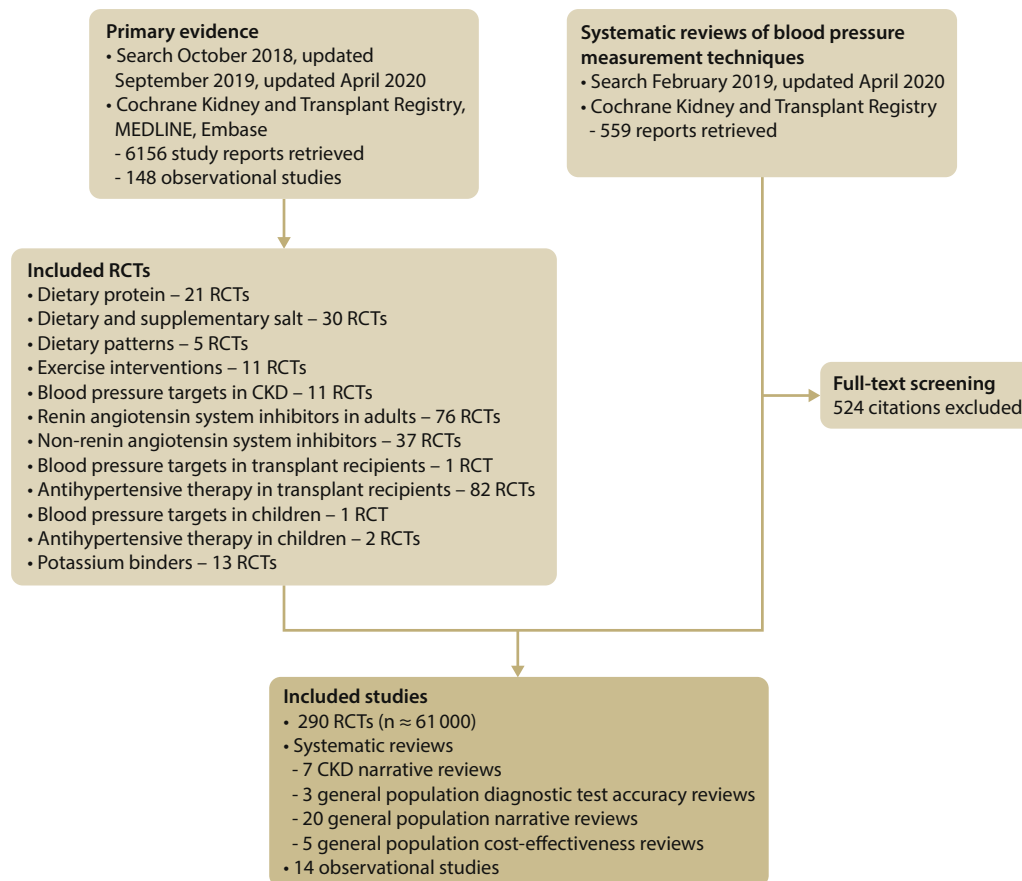 Primary evidence
• Search October 2018, updated
September 2019, updated April 2020
• Cochrane Kidney and Transplant Registry,
MEDLINE, Embase
- 6156 study reports retrieved
- 148 observational studies
Systematic reviews of blood pressure
measurement techniques
• Search February 2019, updated April 2020
• Cochrane Kidney and Transplant Registry
- 559 reports retrieved
Included RCTs
• Dietary protein – 21 RCTs
• Dietary and supplementary salt – 30 RCTs
• Dietary patterns – 5 RCTs
• Exercise interventions – 11 RCTs
• Blood pressure targets in CKD – 11 RCTs
• Renin angiotensin system inhibitors in adults – 76 RCTs
• Non-renin angiotensin system inhibitors – 37 RCTs
• Blood pressure targets in transplant recipients – 1 RCT
• Antihypertensive therapy in transplant recipients – 82 RCTs
• Blood pressure targets in children – 1 RCT
• Antihypertensive therapy in children – 2 RCTs
• Potassium binders – 13 RCTs
Full-text screening
524 citations excluded
Included studies
• 290 RCTs (n ≈ 61 000)
• Systematic reviews
- 7 CKD narrative reviews
- 3 general population diagnostic test accuracy reviews
- 20 general population narrative reviews
- 5 general population cost-effectiveness reviews
• 14 observational studies